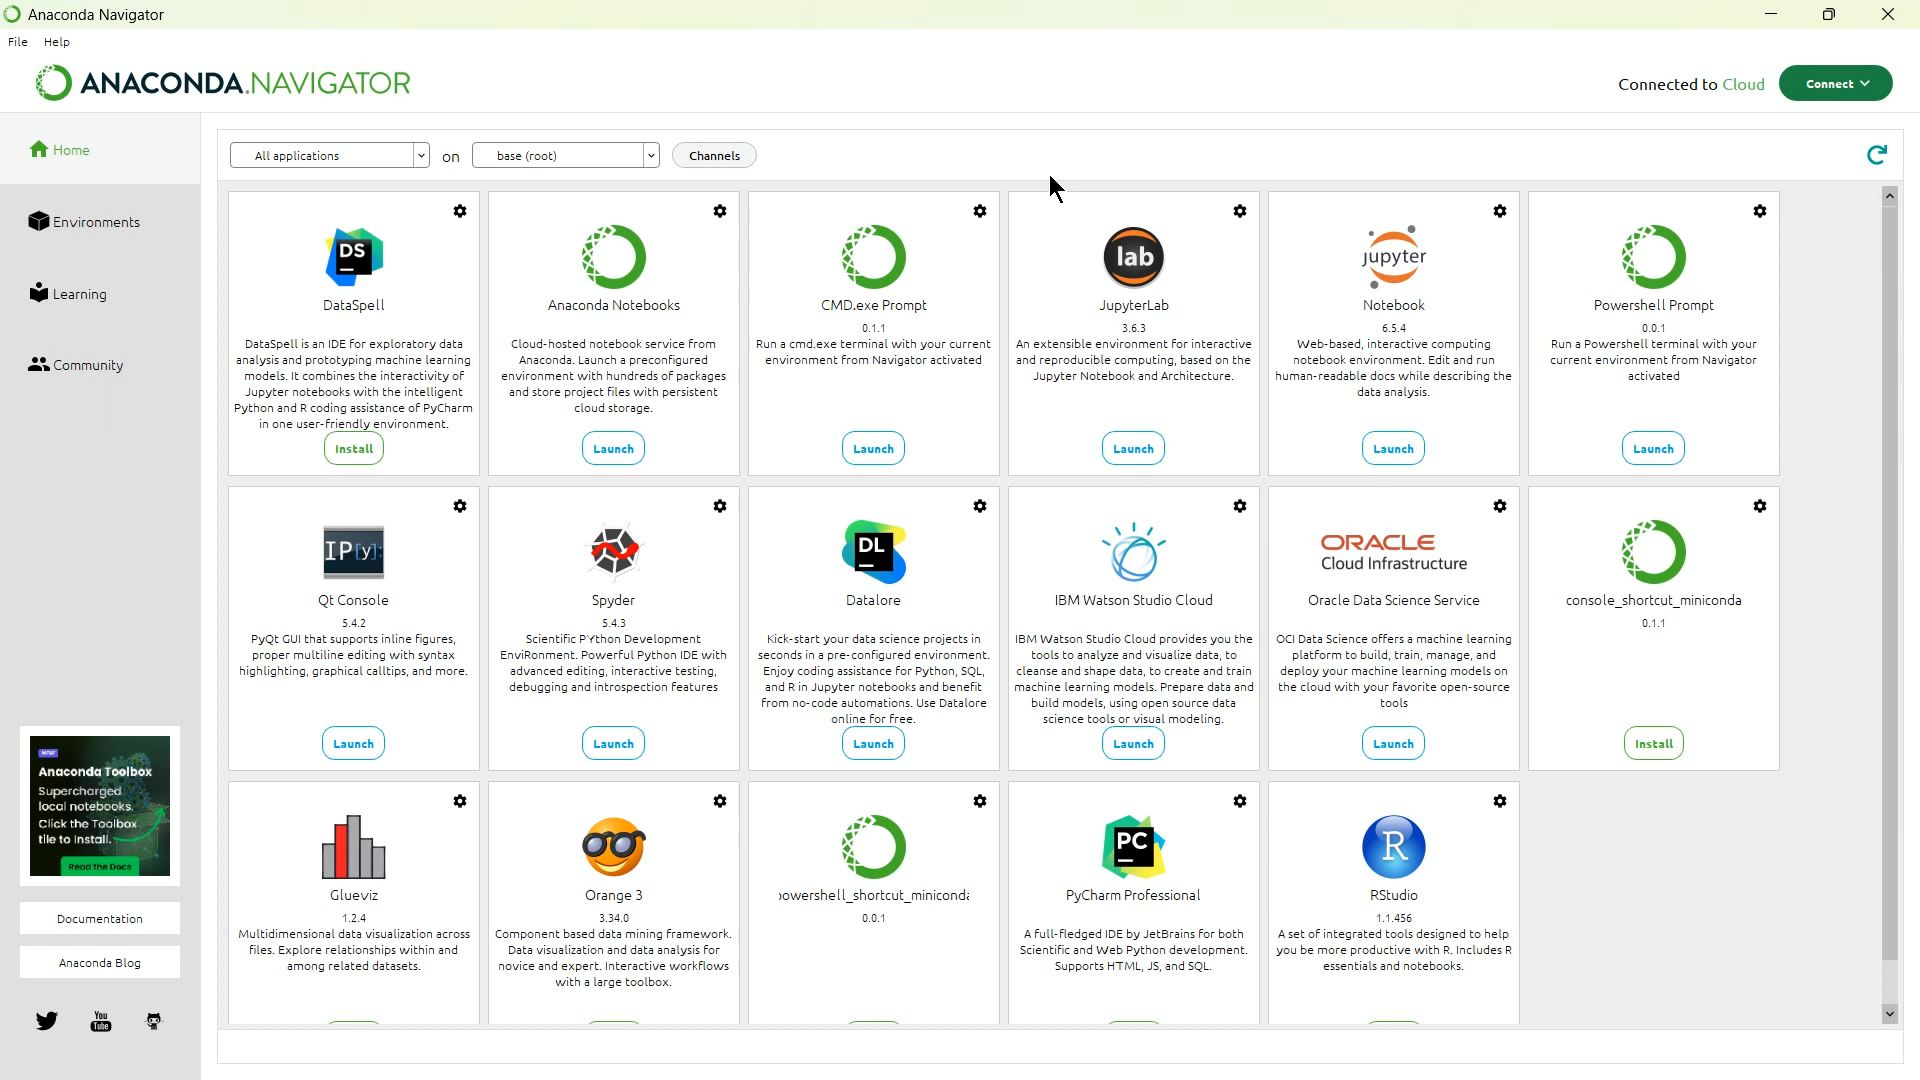 Anaconda Navigator
File Help
ANACONDA.NAVIGATOR
Connected to Cloud
Connect
Home
Environments
Learning
Community
All applications on base (root) Channels
DS
DataSpell
DataSpell is an IDE for exploratory data
analysis and prototyping machine learning
models. It combines the interactivity of
Jupyter notebooks with the intelligent
Python and R coding assistance of PyCharm
in one user-friendly environment.
Install
Anaconda Notebooks
Cloud-hosted notebook service from
Anaconda. Launch a preconfigured
environment with hundreds of packages
and store project files with persistent
cloud storage.
Launch
CMD.exe Prompt
0.1.1
Run a cmd.exe terminal with your current
environment from Navigator activated
Launch
lab
JupyterLab
3.6.3
An extensible environment for interactive
and reproducible computing, based on the
Jupyter Notebook and Architecture.
Launch
jupyter
Notebook
6.5.4
Web-based, interactive computing
notebook environment. Edit and run
human-readable docs while describing the
data analysis.
Launch
Powershell Prompt
0.0.1
Run a Powershell terminal with your
current environment from Navigator
activated
Launch
IP[y]:
Qt Console
5.4.2
PyQt GUI that supports inline figures,
proper multiline editing with syntax
highlighting, graphical calltips, and more.
Launch
Spyder
5.4.3
Scientific PYthon Development
EnviRonment. Powerful Python IDE with
advanced editing, interactive testing,
debugging and introspection features
Launch
DL
Datalore
Kick-start your data science projects in
seconds in a pre-configured environment.
Enjoy coding assistance for Python, SQL,
and R in Jupyter notebooks and benefit
from no-code automations. Use Datalore
online for free.
Launch
IBM Watson Studio Cloud
IBM Watson Studio Cloud provides you the
tools to analyze and visualize data, to
cleanse and shape data, to create and train
machine learning models. Prepare data and
build models, using open source data
science tools or visual modeling.
Launch
ORACLE
Cloud Infrastructure
Oracle Data Science Service
OCI Data Science offers a machine learning
platform to build, train, manage, and
deploy your machine learning models on
the cloud with your favorite open-source
tools
Launch
console_shortcut_miniconda
0.1.1
Install
Glueviz
1.2.4
Multidimensional data visualization across
files. Explore relationships within and
among related datasets.
Orange 3
3.34.0
Component based data mining framework.
Data visualization and data analysis for
novice and expert. Interactive workflows
with a large toolbox.
powershell_shortcut_miniconda
0.0.1
PC
PyCharm Professional
A full-fledged IDE by JetBrains for both
Scientific and Web Python development.
Supports HTML, JS, and SQL.
R
RStudio
1.1.456
A set of integrated tools designed to help
you be more productive with R. Includes R
essentials and notebooks.
Anaconda Toolbox
Supercharged
local notebooks.
Click the Toolbox
tile to install.
Read the Docs
Documentation
Anaconda Blog
You
Tube